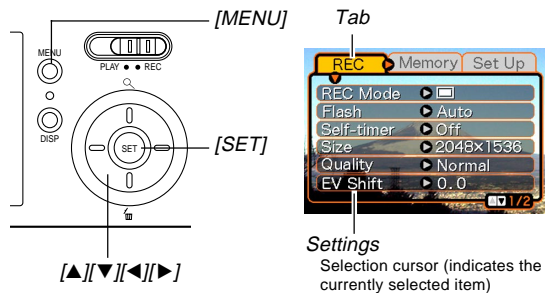 [MENU]
MENU
PLAY ● ● REC
DISP
SET
[SET]
[▲][▼][◀][▶]
Tab
REC Memory Set Up
REC Mode
Flash Auto
Self-timer Off
Size 2048×1536
Quality Normal
EV Shift 0.0
▲▼ 1/2
Settings
Selection cursor (indicates the
currently selected item)